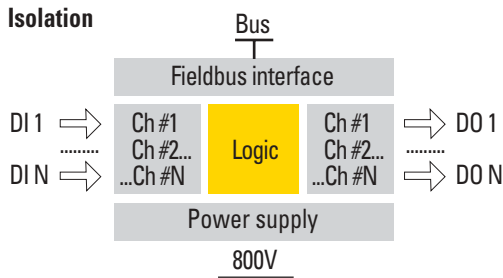 Isolation
Bus
Fieldbus interface
DI 1
.........
DI N
Ch #1
Ch #2...
...Ch #N
Logic
Ch #1
Ch #2...
...Ch #N
DO 1
.........
DO N
Power supply
800V